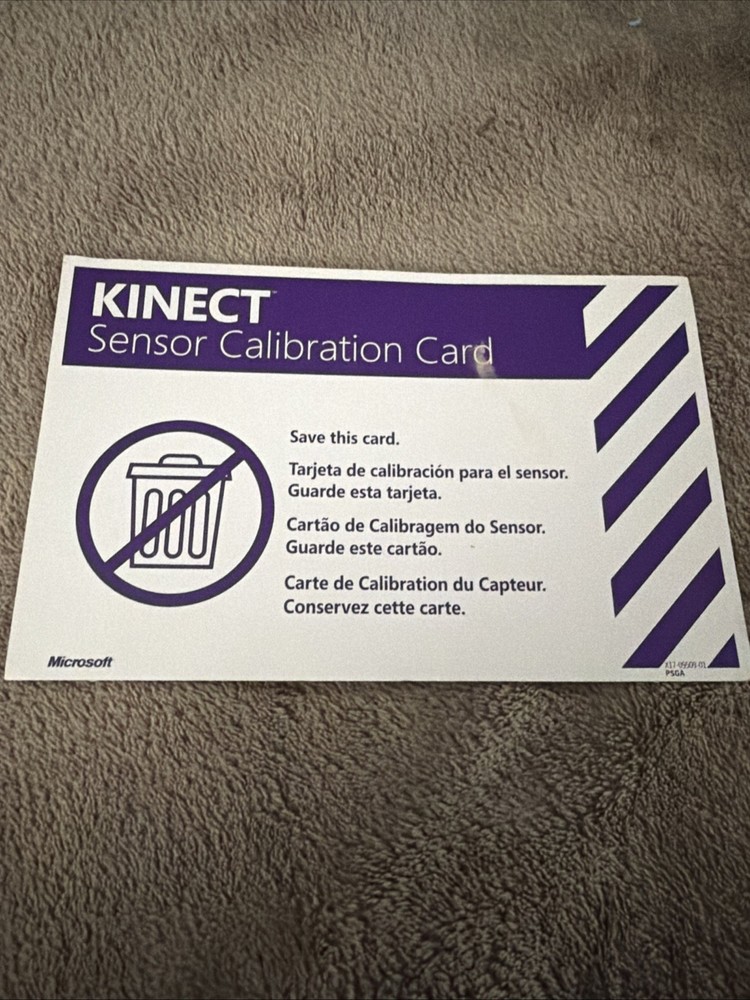 KINECT™
Sensor Calibration Card
Save this card.
Tarjeta de calibración para el sensor.
Guarde esta tarjeta.
Cartão de Calibragem do Sensor.
Guarde este cartão.
Carte de Calibration du Capteur.
Conservez cette carte.
Microsoft
PSGA